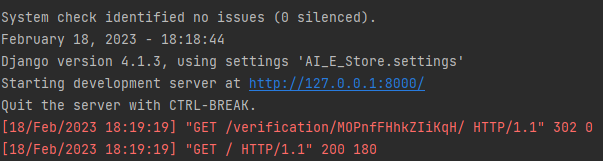 System check identified no issues (0 silenced).
February 18, 2023 - 18:18:44
Django version 4.1.3, using settings 'AI_E_Store.settings'
Starting development server at http://127.0.0.1:8000/
Quit the server with CTRL-BREAK.
[18/Feb/2023 18:19:19] "GET /verification/MOPnfFHhkZIiKqH/ HTTP/1.1" 302 0
[18/Feb/2023 18:19:19] "GET / HTTP/1.1" 200 180